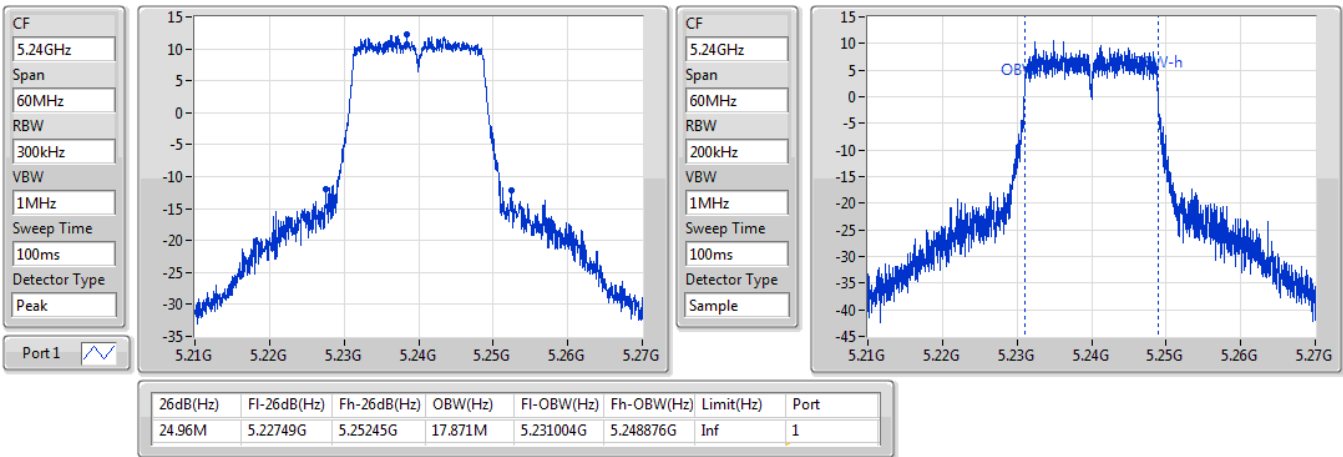 CF
5.24GHz
Span
60MHz
RBW
300kHz
VBW
1MHz
Sweep Time
100ms
Detector Type
Peak
Port 1
15
10
5
0
-5
-10
-15
-20
-25
-30
-35
5.21G 5.22G 5.23G 5.24G 5.25G 5.26G 5.27G
CF
5.24GHz
Span
60MHz
RBW
200kHz
VBW
1MHz
Sweep Time
100ms
Detector Type
Sample
15
10
5
0
-5
-10
-15
-20
-25
-30
-35
-40
-45
5.21G 5.22G 5.23G 5.24G 5.25G 5.26G 5.27G
26dB(Hz) Fl-26dB(Hz) Fh-26dB(Hz) OBW(Hz) Fl-OBW(Hz) Fh-OBW(Hz) Limit(Hz) Port
24.96M 5.22749G 5.25245G 17.871M 5.231004G 5.248876G Inf 1